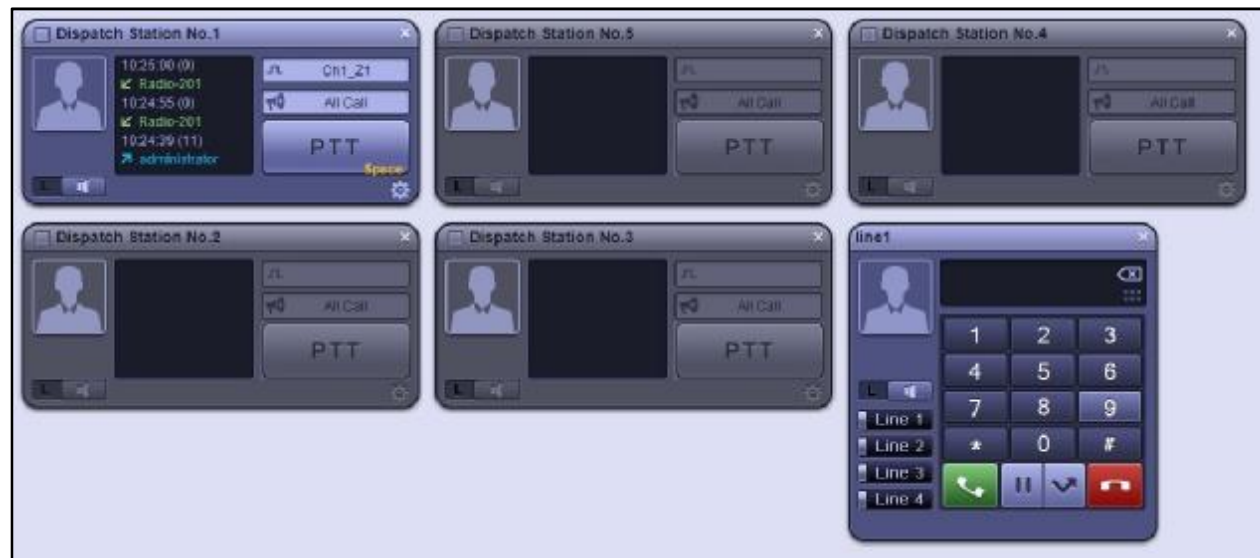 Dispatch Station No.1
10:25:00 (0)
Radio-201
10:24:55 (0)
Radio-201
10:24:39 (11)
administrator
Ch1_Z1
All Call
PTT
Space
L
Dispatch Station No.5
All Call
PTT
L
Dispatch Station No.4
All Call
PTT
L
Dispatch Station No.2
All Call
PTT
L
Dispatch Station No.3
All Call
PTT
L
line1
1 2 3
4 5 6
7 8 9
* 0 #
L
Line 1
Line 2
Line 3
Line 4